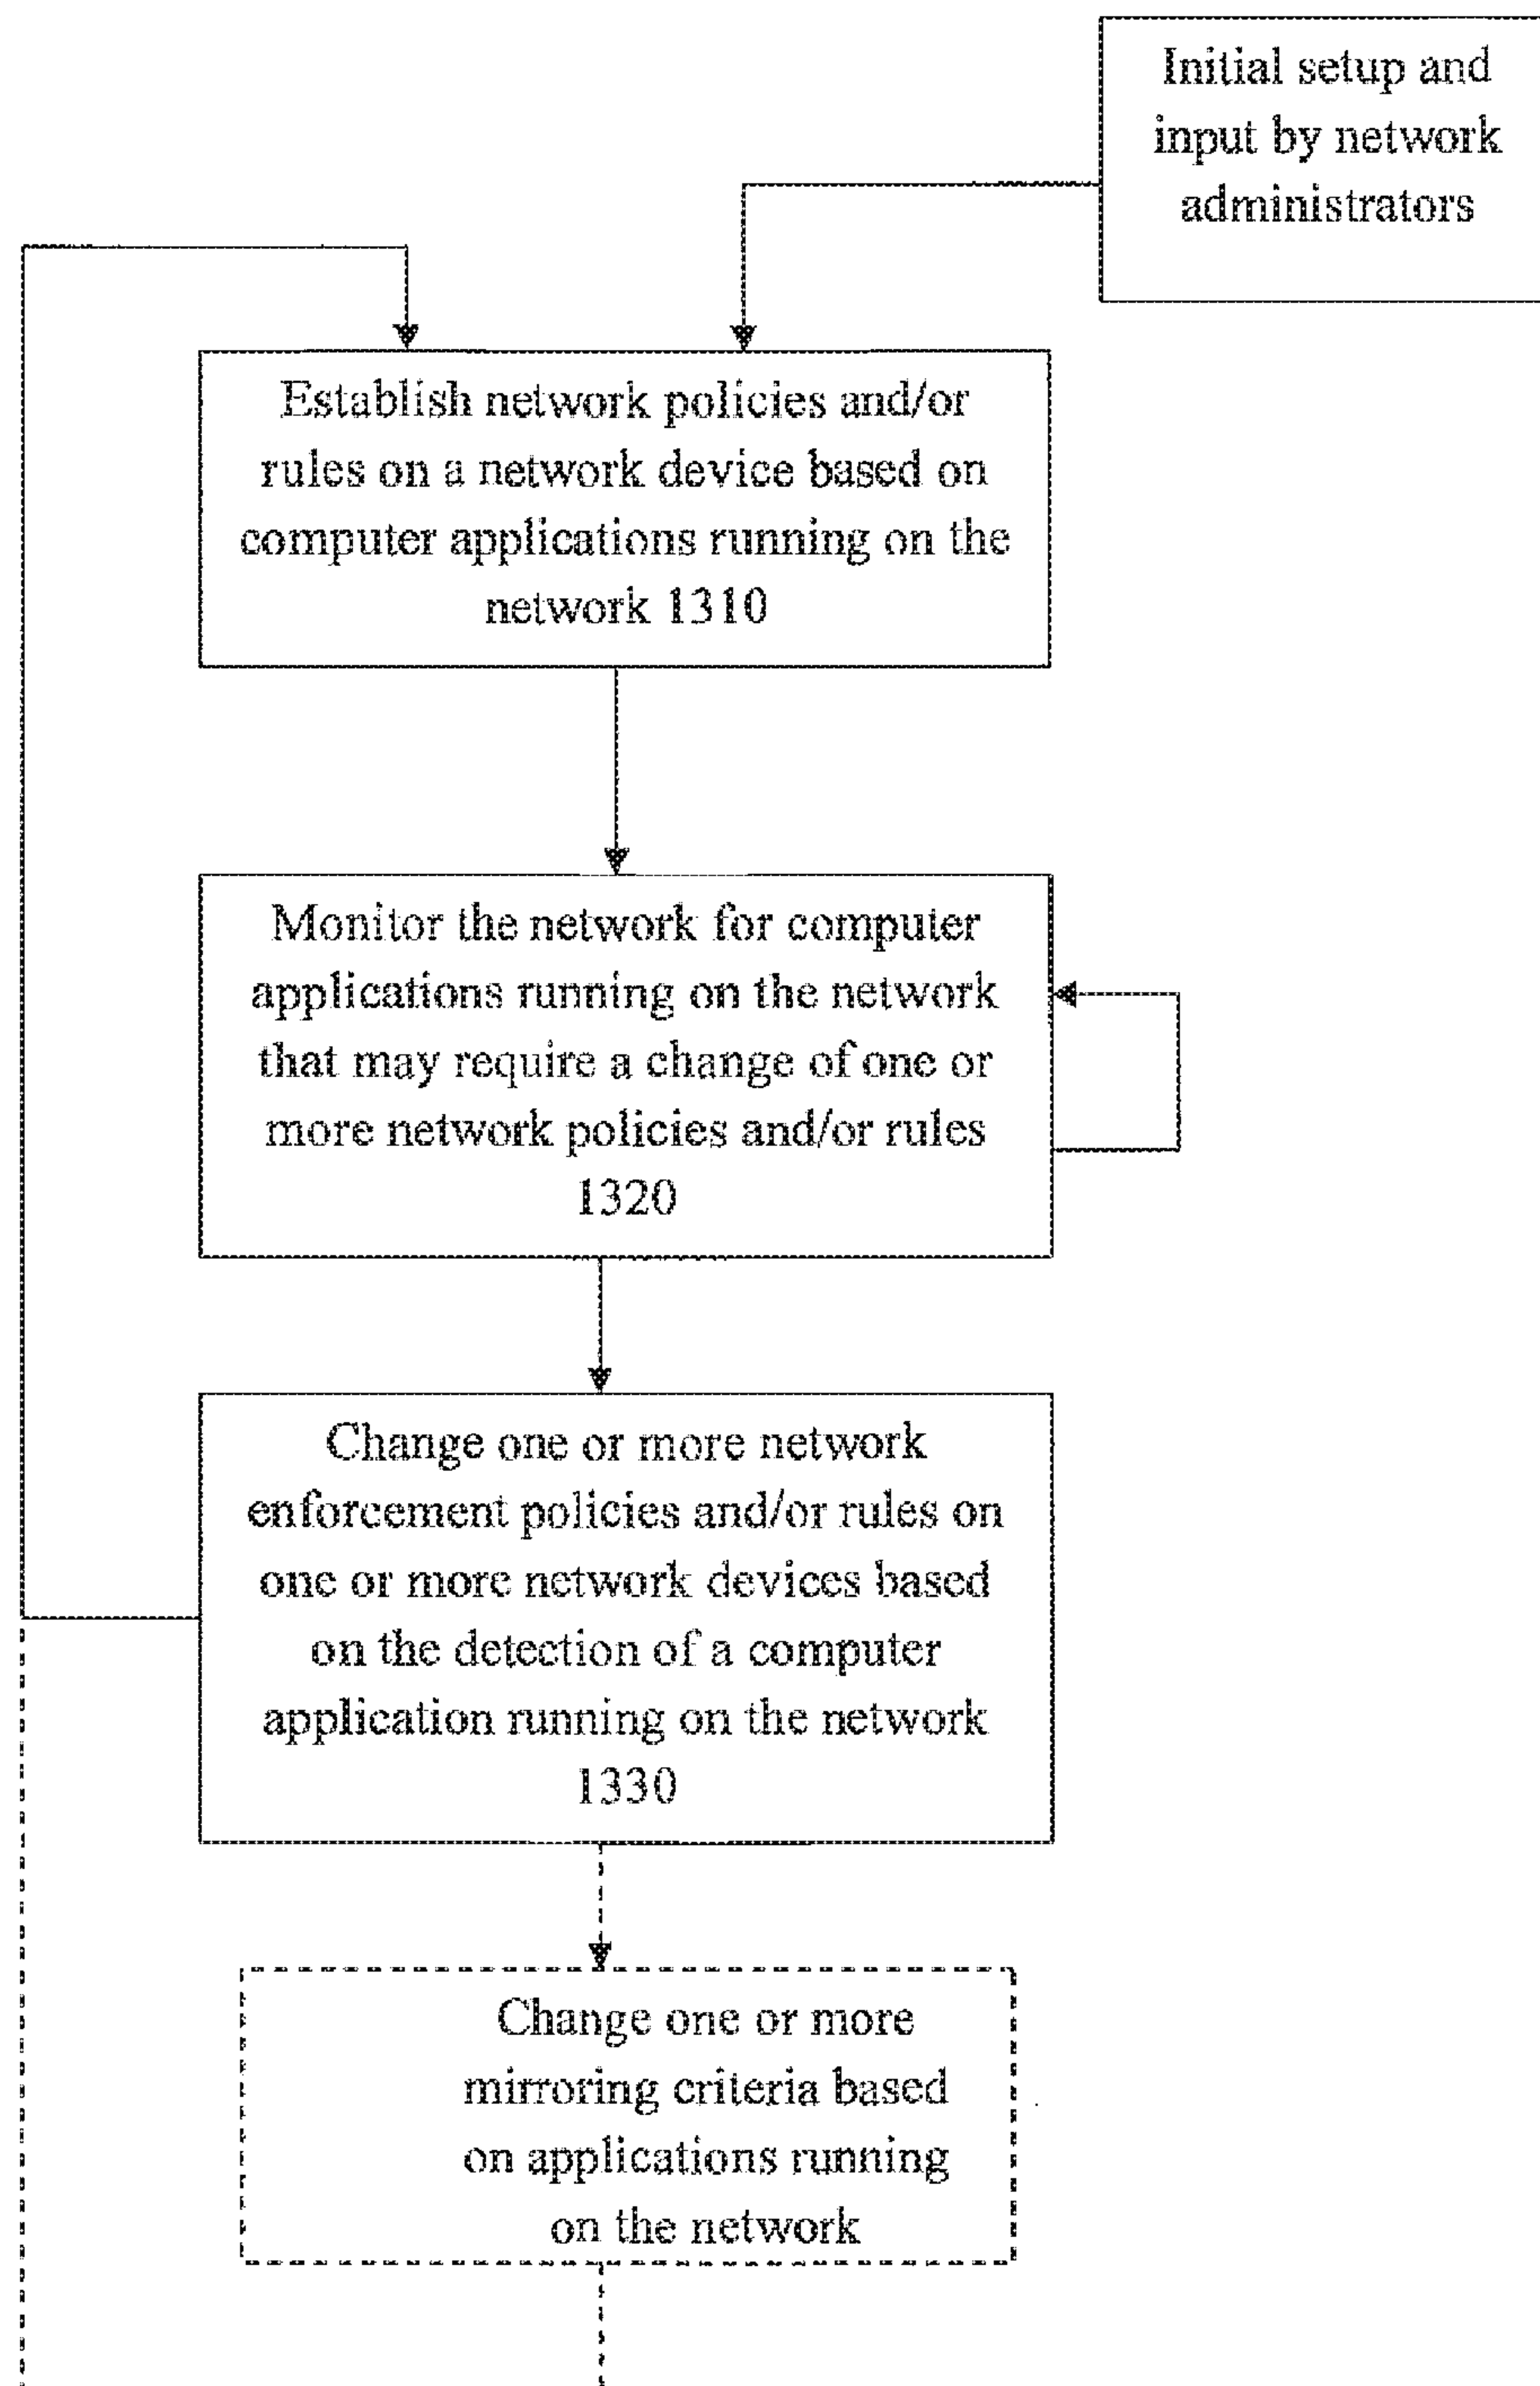 Initial setup and
input by network
administrators
Establish network policies and/or
rules on a network device based on
computer applications running on the
network 1310
Monitor the network for computer
applications running on the network
that may require a change of one or
more network policies and/or rules
1320
Change one or more network
enforcement policies and/or rules on
one or more network devices based
on the detection of a computer
application running on the network
1330
Change one or more
mirroring criteria based
on applications running
on the network